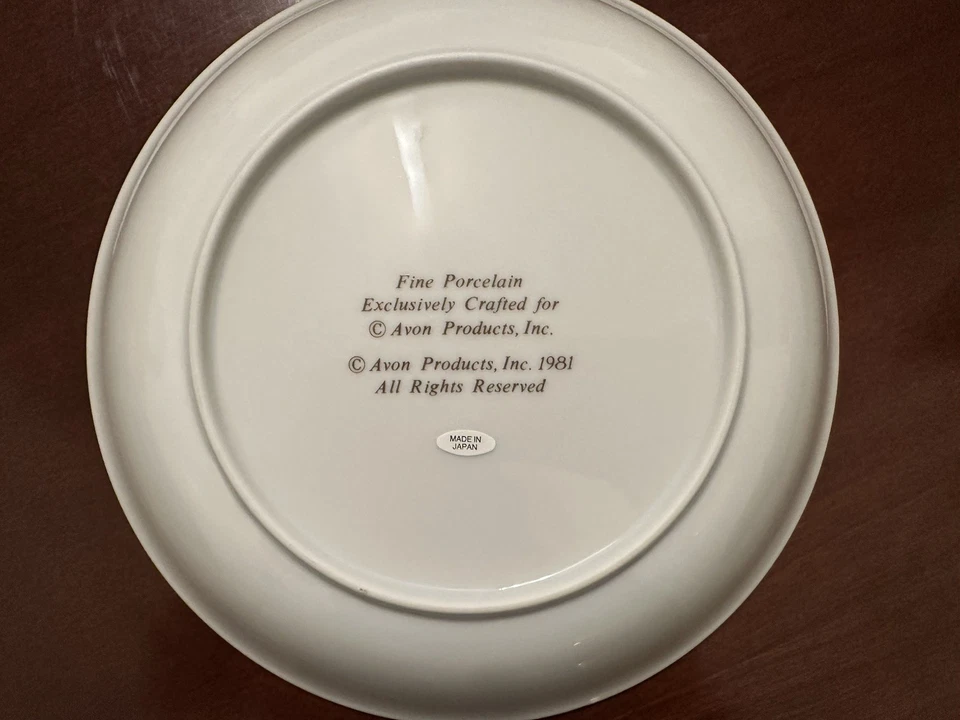 Fine Porcelain
Exclusively Crafted for
© Avon Products, Inc.
© Avon Products, Inc. 1981
All Rights Reserved
MADE IN
JAPAN